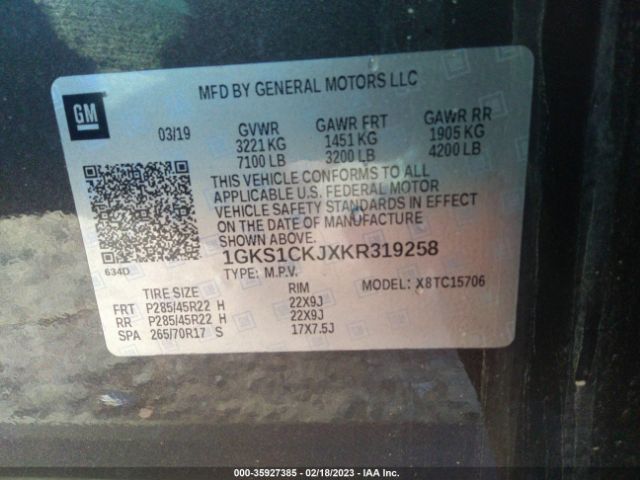 MFD BY GENERAL MOTORS LLC
GM
03/19 GVWR GAWR FRT GAWR RR
3221 KG 1451 KG 1905 KG
7100 LB 3200 LB 4200 LB
THIS VEHICLE CONFORMS TO ALL
APPLICABLE U.S. FEDERAL MOTOR
VEHICLE SAFETY STANDARDS IN EFFECT
ON THE DATE OF MANUFACTURE
SHOWN ABOVE.
634D
1GKS1CKJXKR319258
TYPE: M.P.V. MODEL: X8TC15706
TIRE SIZE RIM
FRT P285/45R22 H 22X9J
RR P285/45R22 H 22X9J
SPA 265/70R17 S 17X7.5J
000-35927385 - 02/18/2023 - IAA Inc.